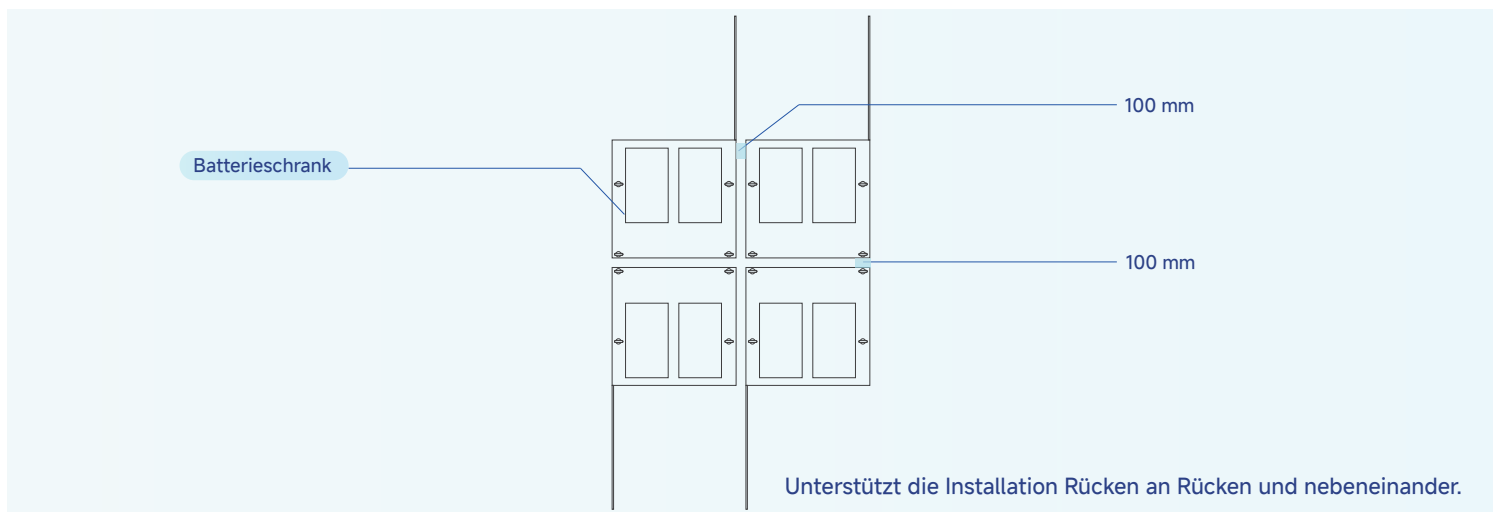 100 mm
Batterieschrank
100 mm
Unterstützt die Installation Rücken an Rücken und nebeneinander.